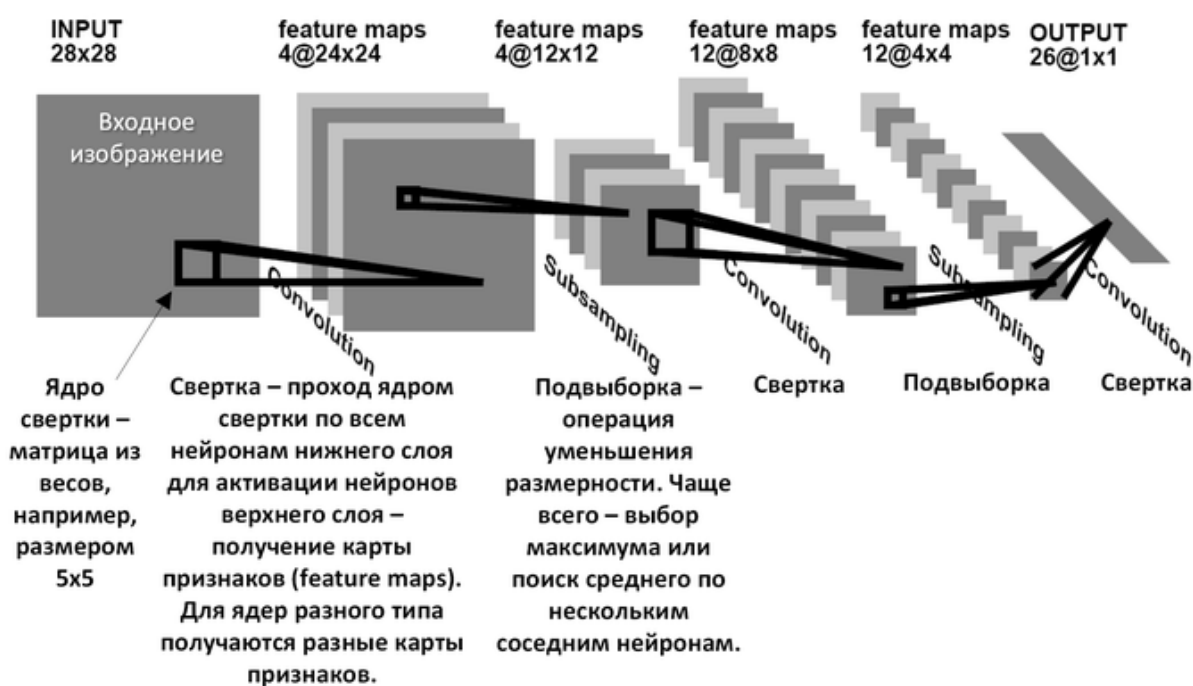 INPUT
28x28
feature maps
4@24x24
feature maps
4@12x12
feature maps
12@8x8
feature maps
12@4x4
OUTPUT
26@1x1
Входное
изображение
Convolution
Subsampling
Convolution
Subsampling
Convolution
Ядро
свертки –
матрица из
весов,
например,
размером
5x5
Свертка – проход ядром
свертки по всем
нейронам нижнего слоя
для активации нейронов
верхнего слоя –
получение карты
признаков (feature maps).
Для ядер разного типа
получаются разные карты
признаков.
Подвыборка –
операция
уменьшения
размерности. Чаще
всего – выбор
максимума или
поиск среднего по
нескольким
соседним нейронам.
Свертка
Подвыборка
Свертка